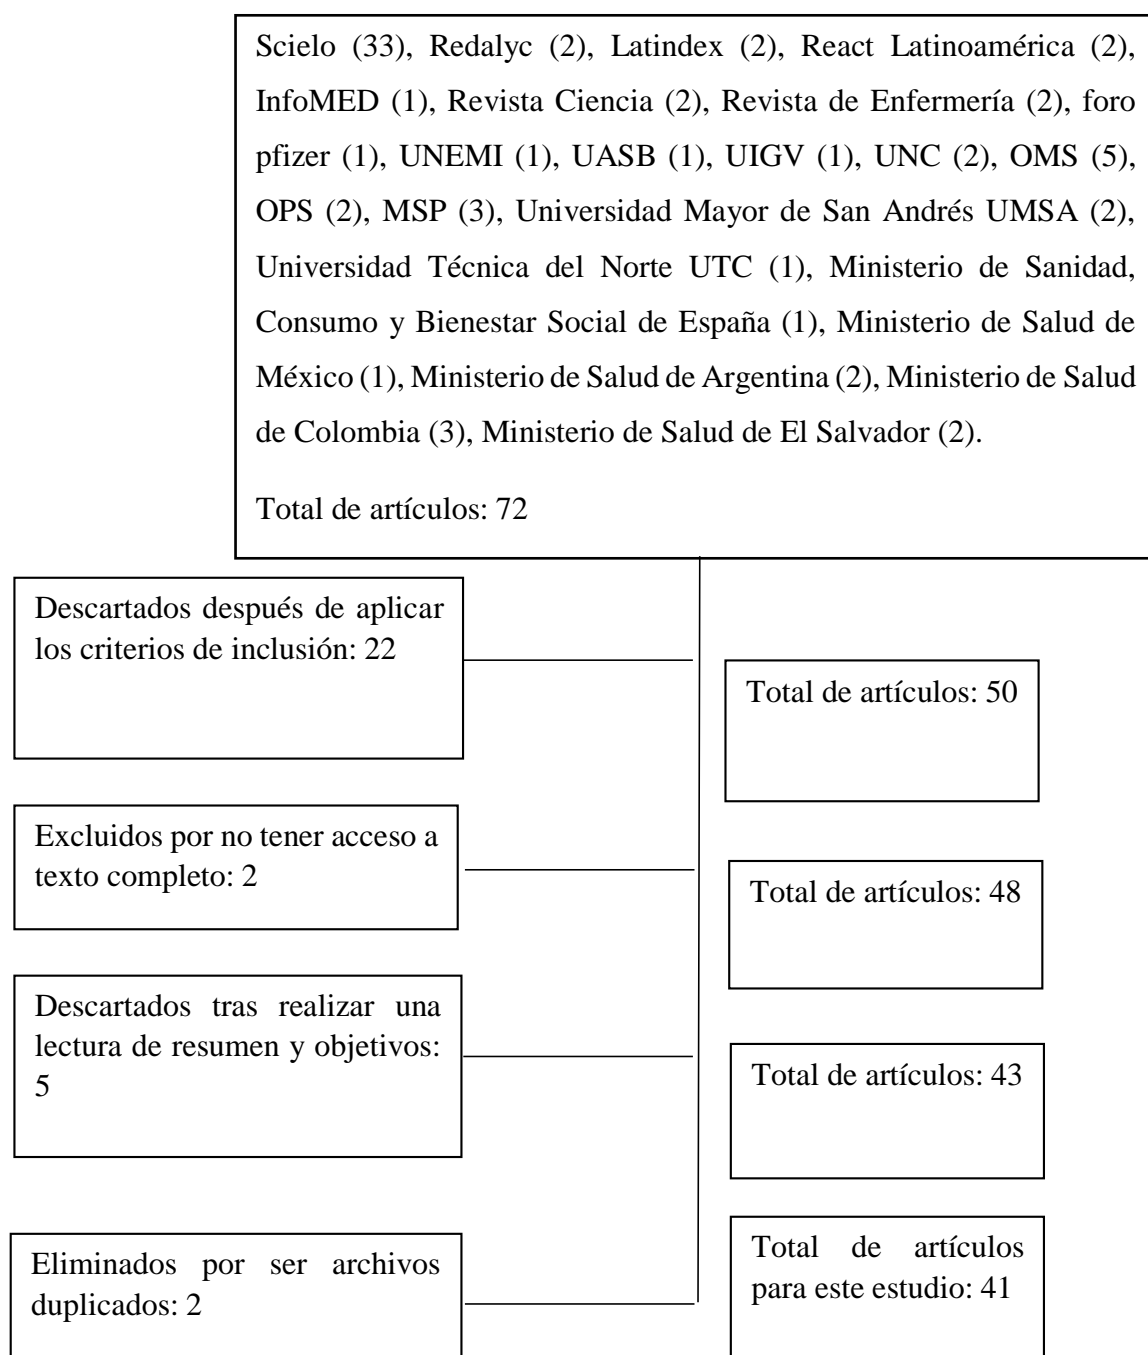 Scielo (33), Redalyc (2), Latindex (2), React Latinoamérica (2),
InfoMED (1), Revista Ciencia (2), Revista de Enfermería (2), foro
pfizer (1), UNEMI (1), UASB (1), UIGV (1), UNC (2), OMS (5),
OPS (2), MSP (3), Universidad Mayor de San Andrés UMSA (2),
Universidad Técnica del Norte UTC (1), Ministerio de Sanidad,
Consumo y Bienestar Social de España (1), Ministerio de Salud de
México (1), Ministerio de Salud de Argentina (2), Ministerio de Salud
de Colombia (3), Ministerio de Salud de El Salvador (2).
Total de artículos: 72
Descartados después de aplicar
los criterios de inclusión: 22
Total de artículos: 50
Excluidos por no tener acceso a
texto completo: 2
Total de artículos: 48
Descartados tras realizar una
lectura de resumen y objetivos:
5
Total de artículos: 43
Eliminados por ser archivos
duplicados: 2
Total de artículos
para este estudio: 41